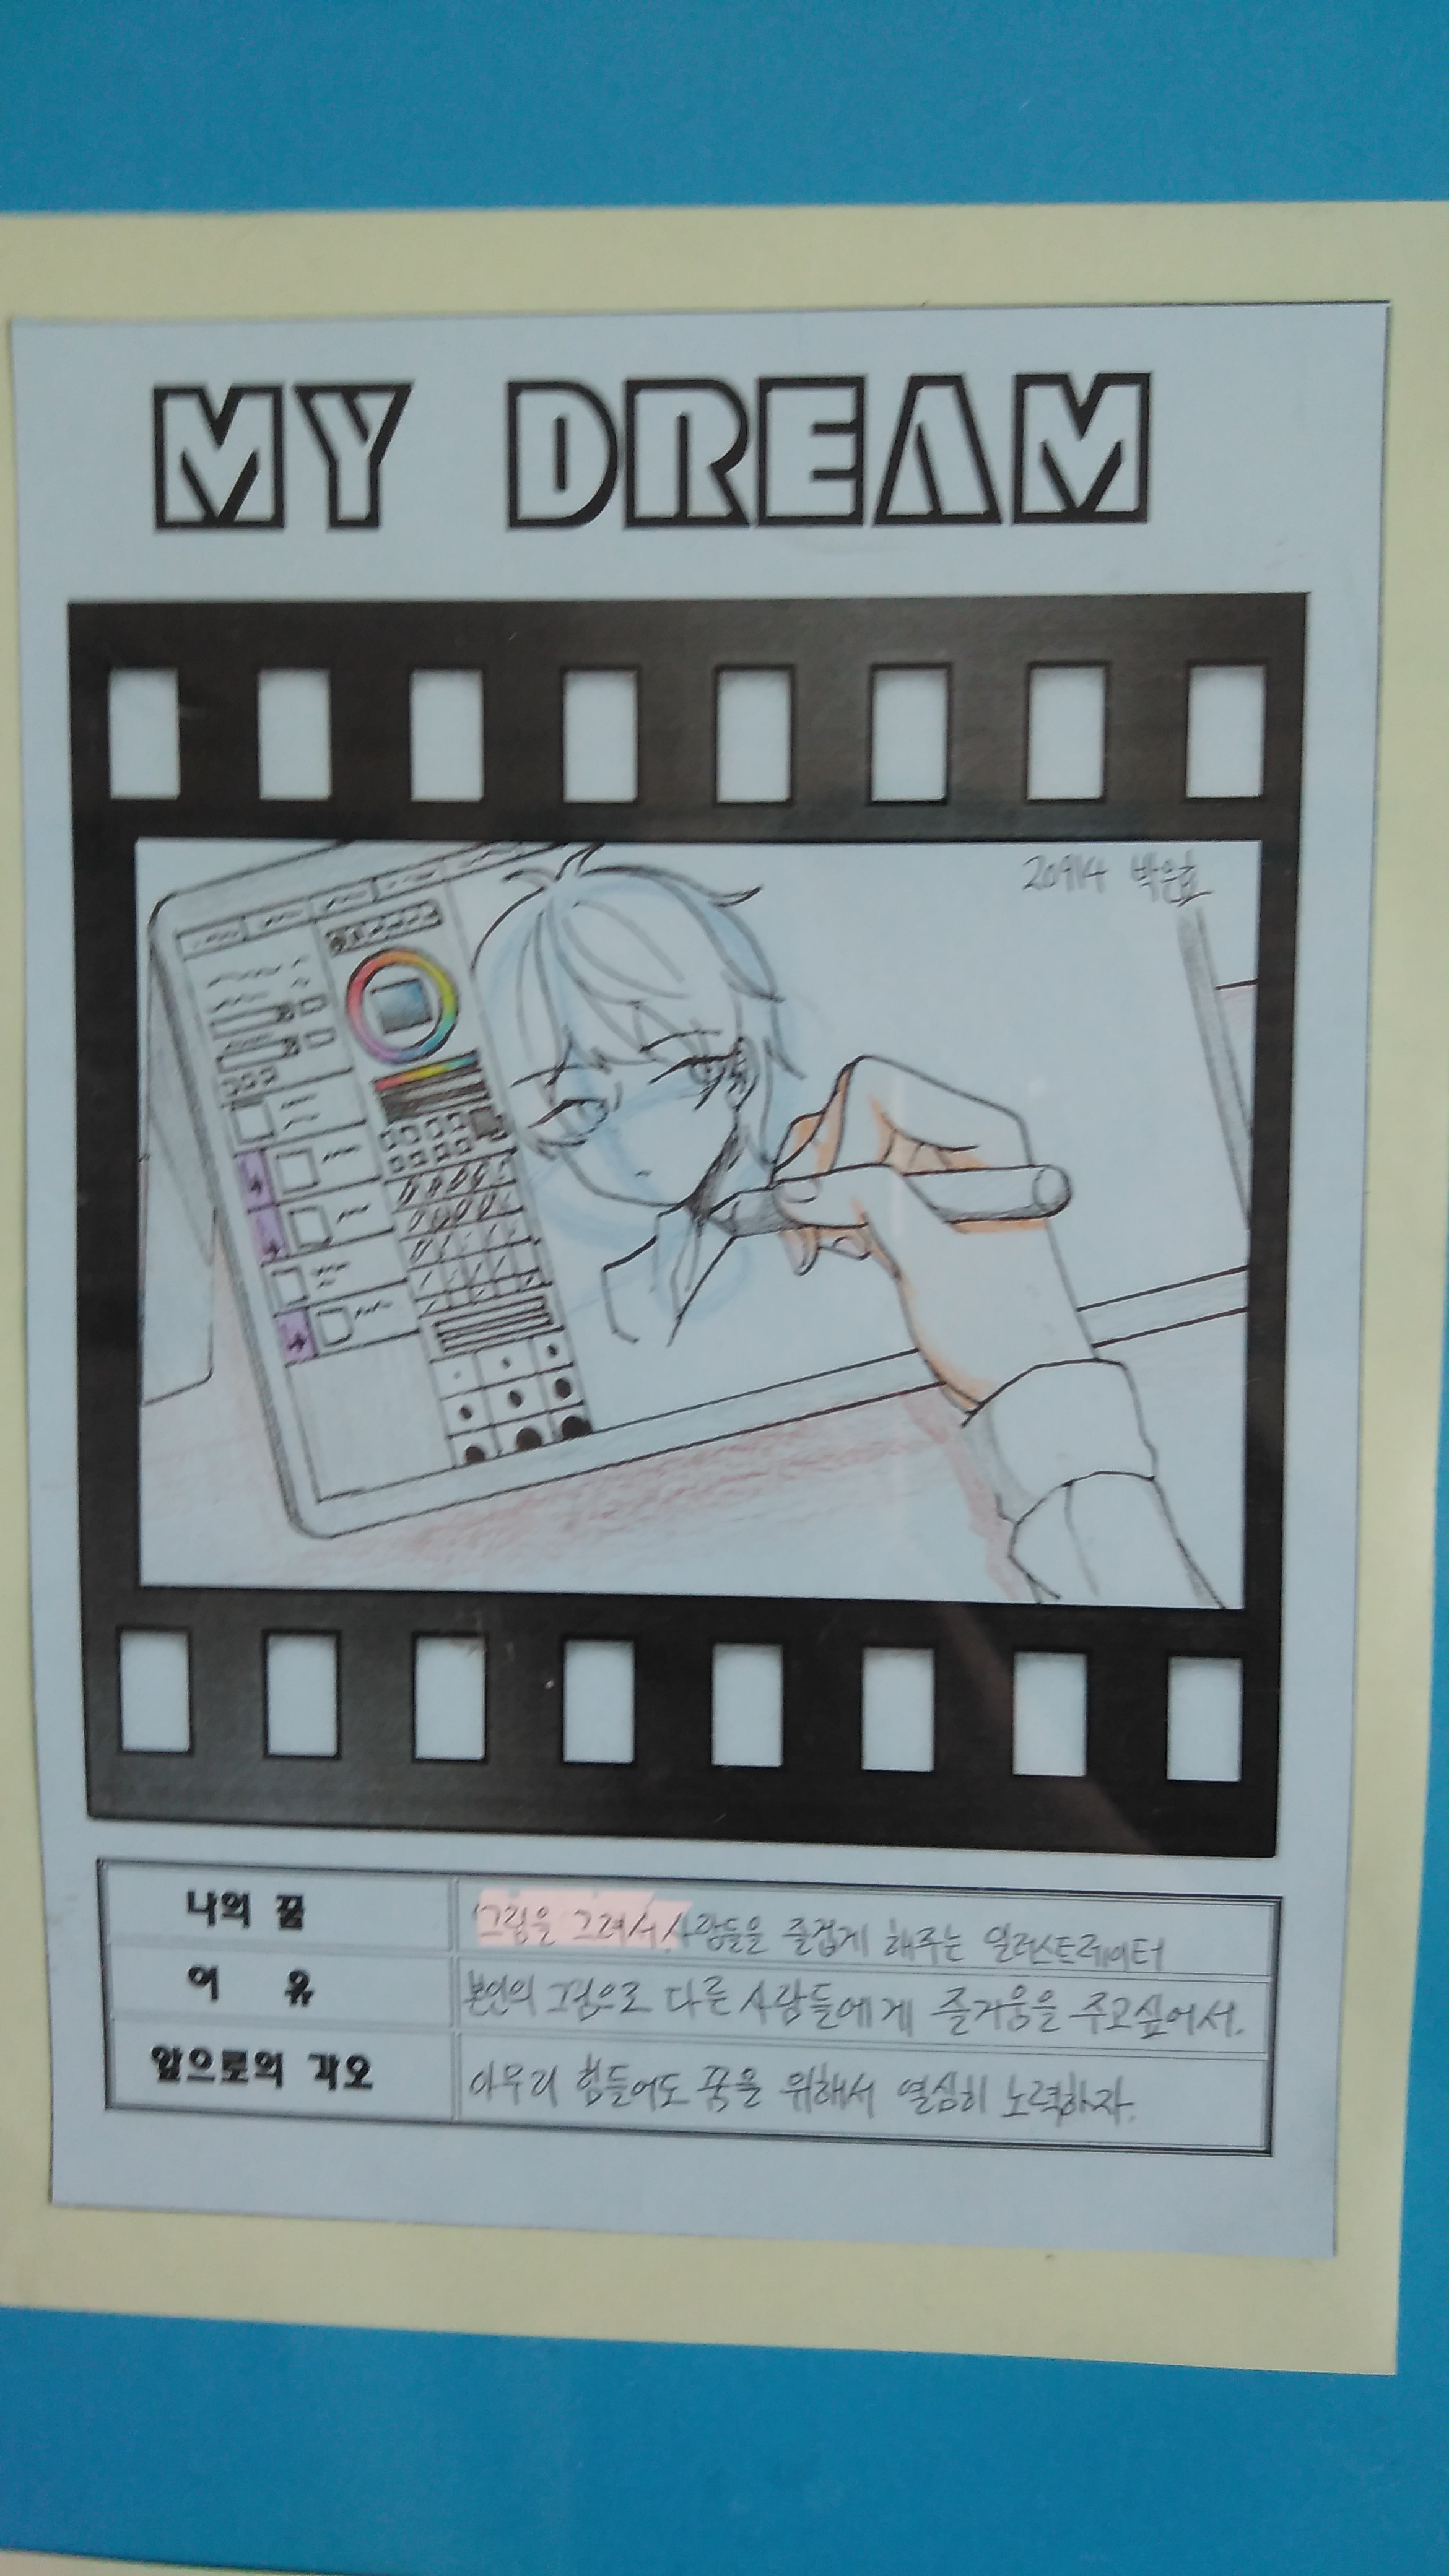 MY DREAM
20914 박은효
나의 꿈
그림을 그려서 사람들을 즐겁게 해주는 일러스트레이터
이 유
본인의 그림으로 다른 사람들에게 즐거움을 주고싶어서.
앞으로의 각오
아무리 힘들어도 꿈을 위해서 열심히 노력하자.